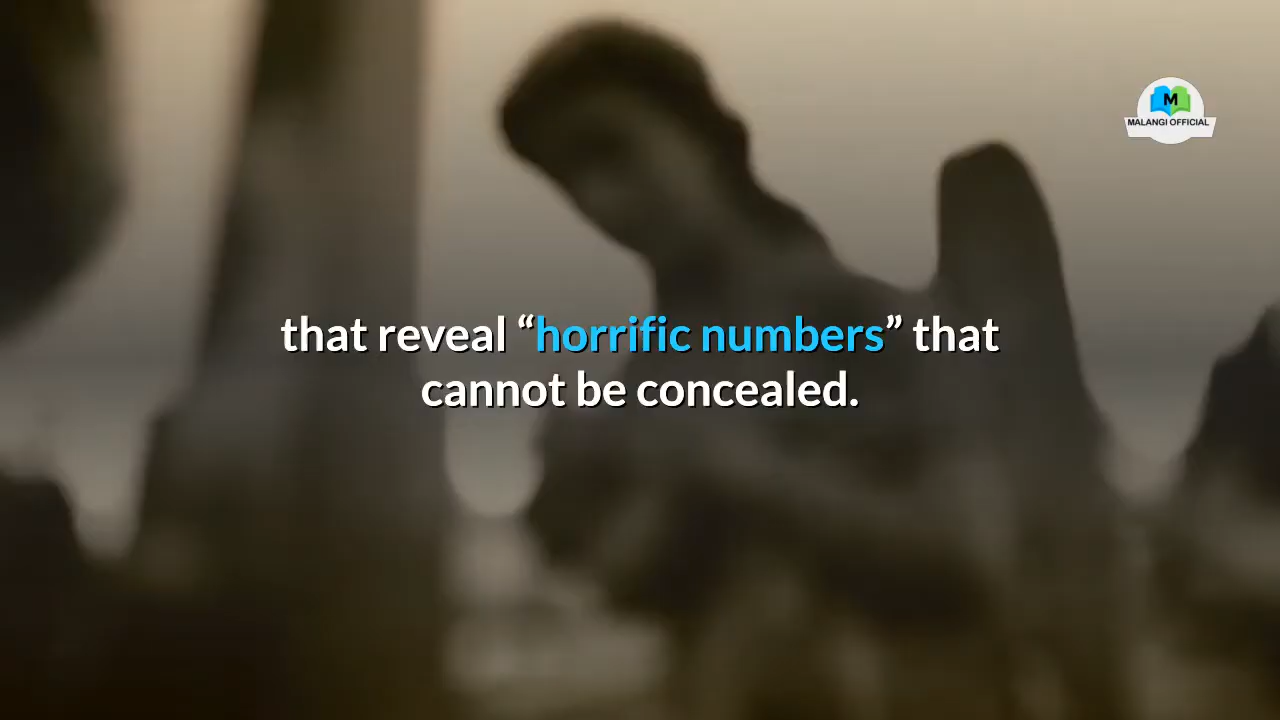 M
MALANGI OFFICIAL
that reveal “horrific numbers” that
cannot be concealed.